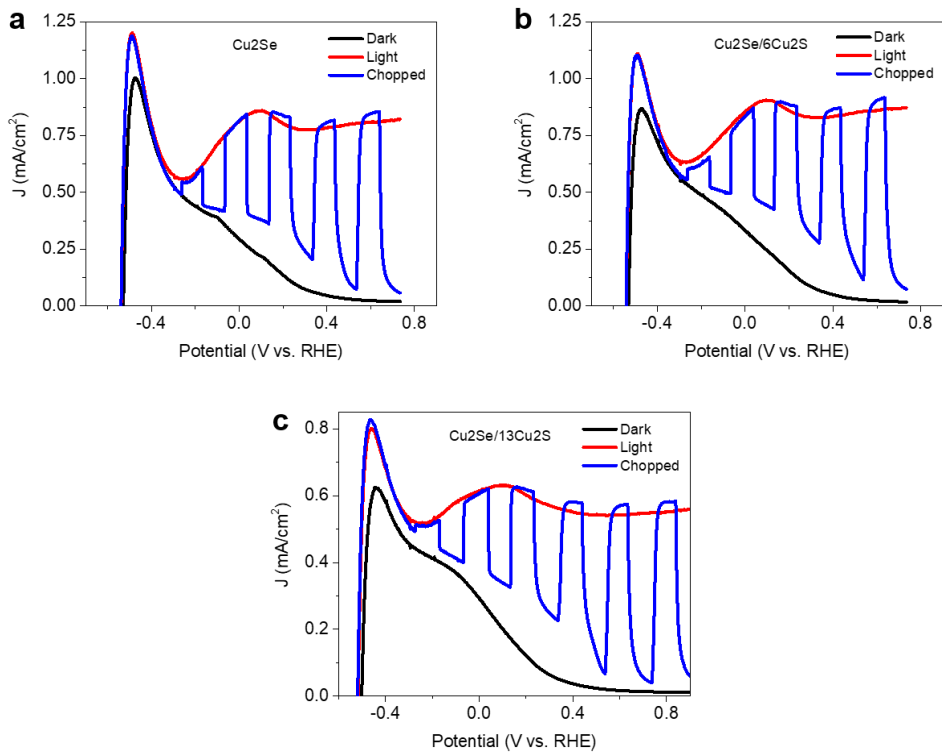 a
Cu2Se
Dark
Light
Chopped
J (mA/cm²)
1.25
1.00
0.75
0.50
0.25
0.00
-0.4
0.0
0.4
0.8
Potential (V vs. RHE)
b
Cu2Se/6Cu2S
Dark
Light
Chopped
J (mA/cm²)
1.25
1.00
0.75
0.50
0.25
0.00
-0.4
0.0
0.4
0.8
Potential (V vs. RHE)
c
Cu2Se/13Cu2S
Dark
Light
Chopped
J (mA/cm²)
0.8
0.6
0.4
0.2
0.0
-0.4
0.0
0.4
0.8
Potential (V vs. RHE)